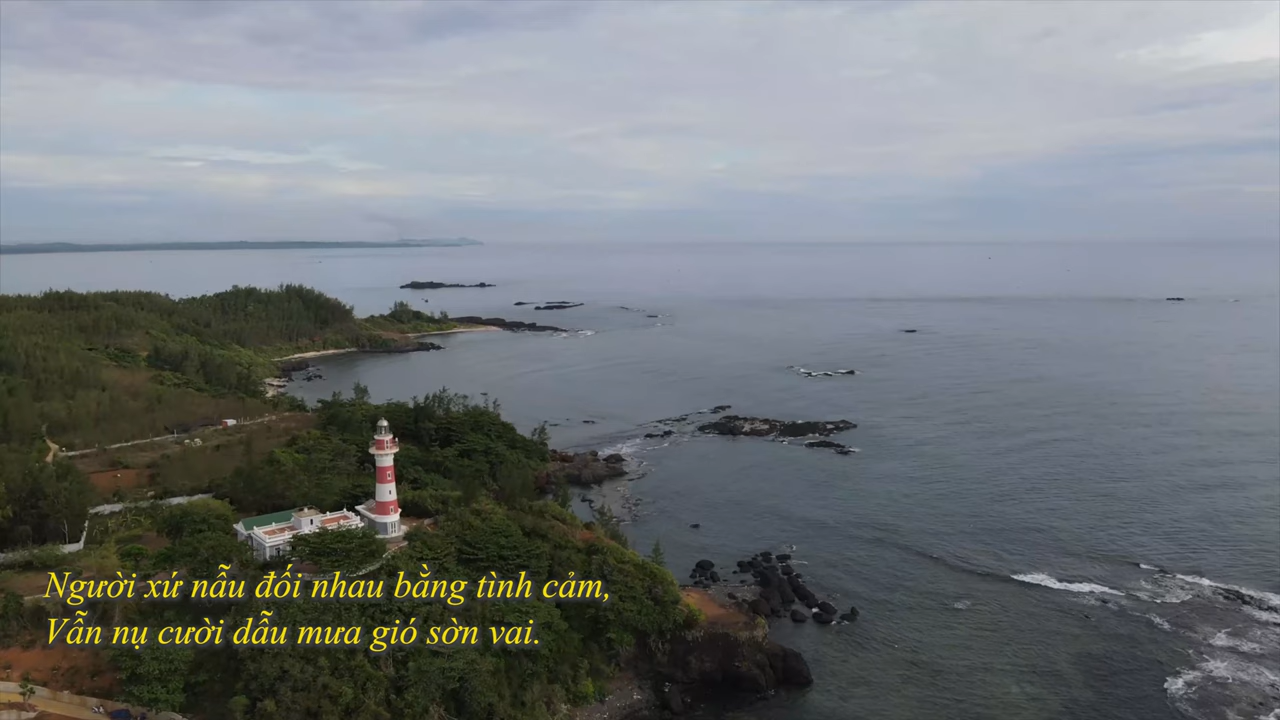 Người xứ nẫu đối nhau bằng tình cảm,
Vẫn nụ cười dẫu mưa gió sờn vai.